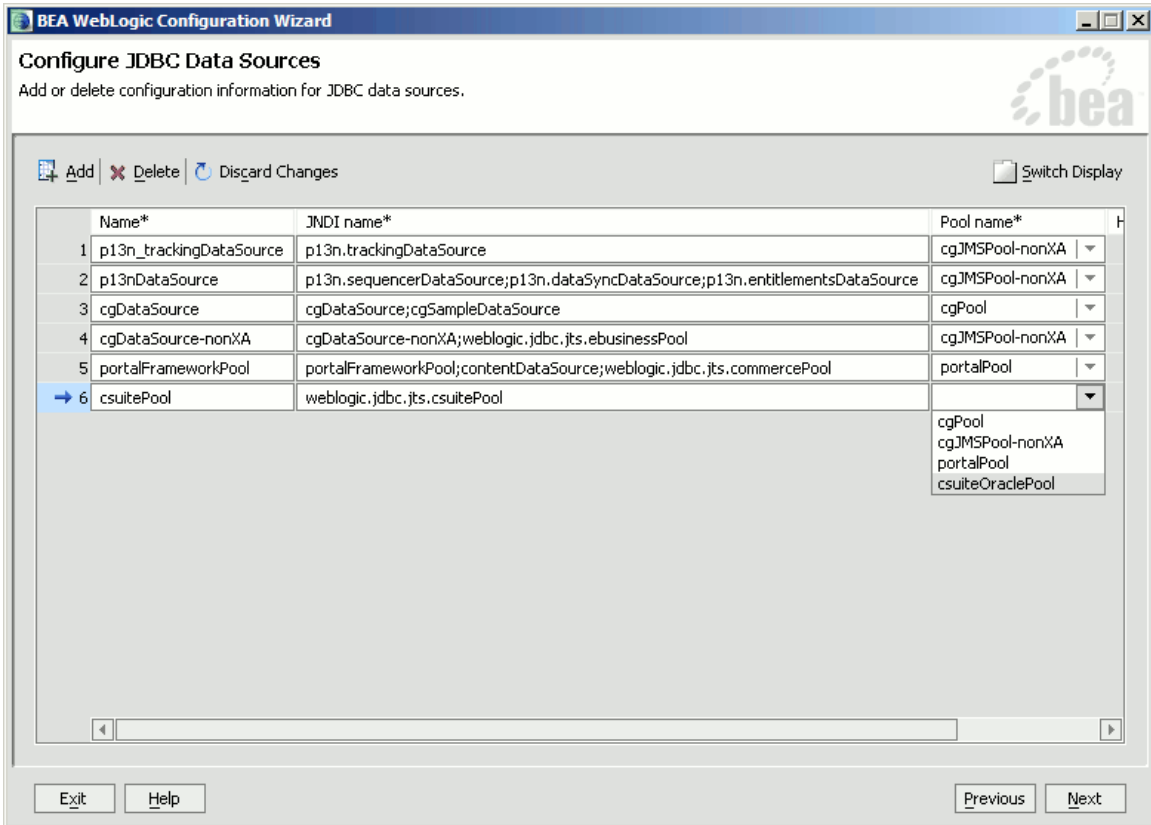 BEA WebLogic Configuration Wizard
Configure JDBC Data Sources
Add or delete configuration information for JDBC data sources.
bea
Add Delete Discard Changes Switch Display
Name* JNDI name* Pool name* H
1 p13n_trackingDataSource p13n.trackingDataSource cgJMSPool-nonXA
2 p13nDataSource p13n.sequencerDataSource;p13n.dataSyncDataSource;p13n.entitlementsDataSource cgJMSPool-nonXA
3 cgDataSource cgDataSource;cgSampleDataSource cgPool
4 cgDataSource-nonXA cgDataSource-nonXA;weblogic.jdbc.jts.ebusinessPool cgJMSPool-nonXA
5 portalFrameworkPool portalFrameworkPool;contentDataSource;weblogic.jdbc.jts.commercePool portalPool
6 csuitePool weblogic.jdbc.jts.csuitePool
cgPool
cgJMSPool-nonXA
portalPool
csuiteOraclePool
Exit Help Previous Next